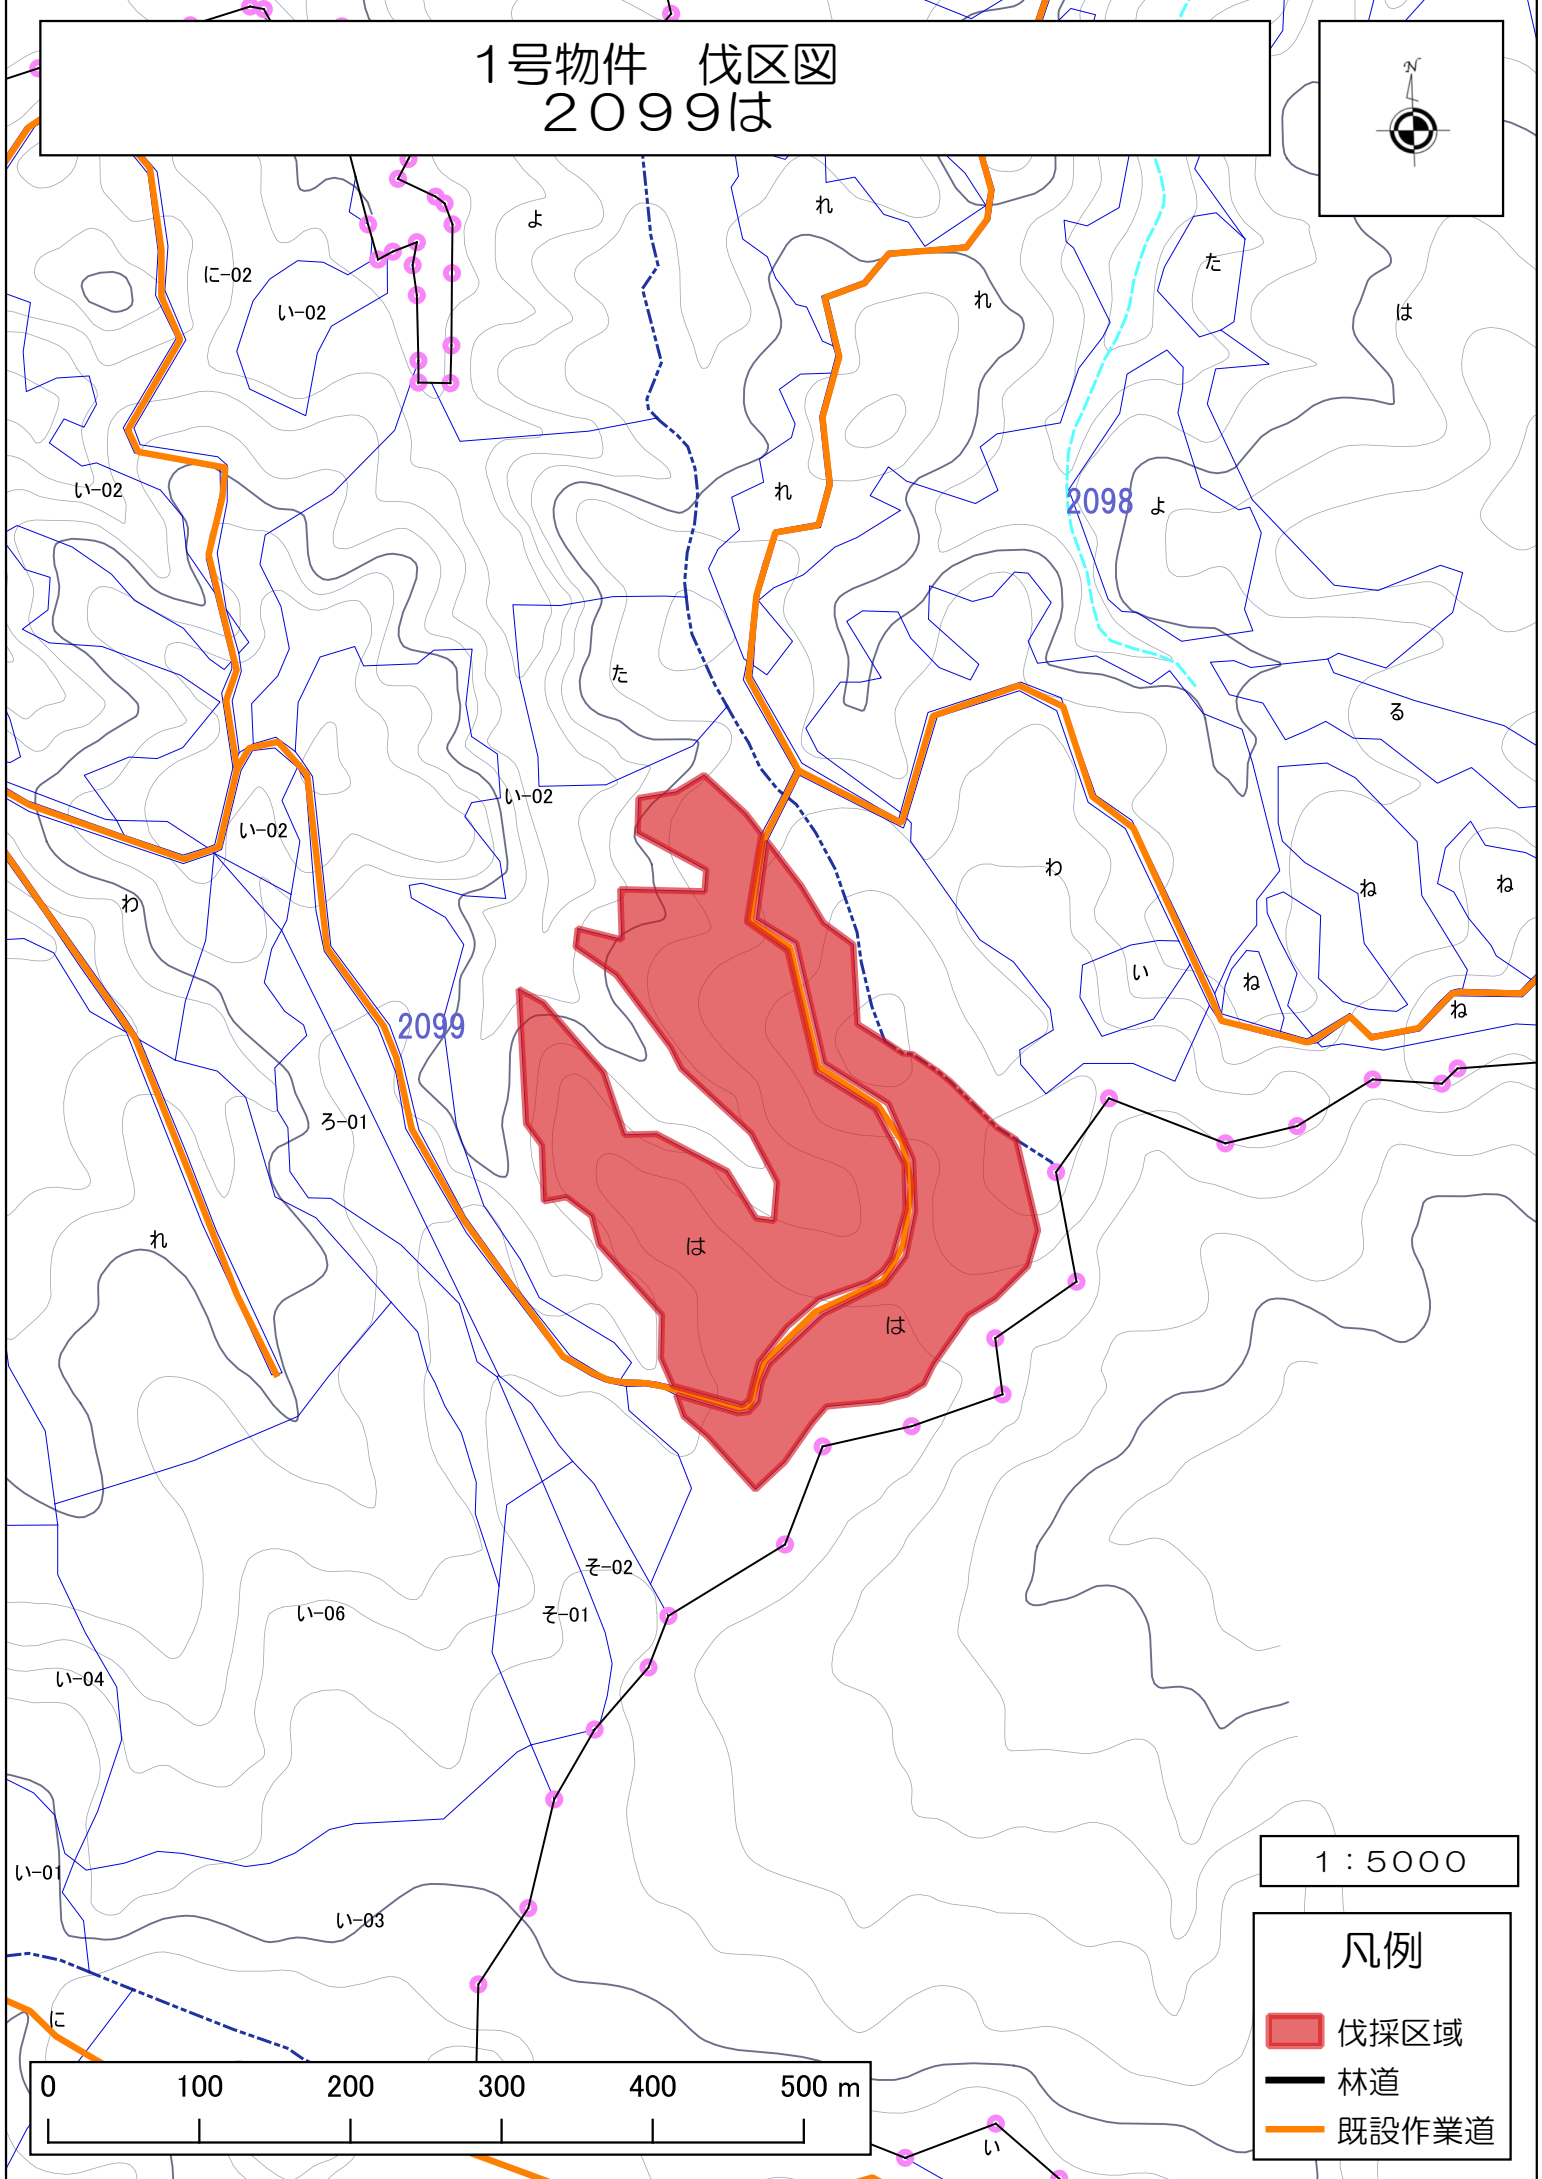 １号物件　伐区図
２０９９は
N
れ
よ
た
に-02
い-02
れ
は
い-02
れ
2098
よ
た
る
い-02
い-02
わ
ね
ね
わ
い
ね
ね
2099
ろ-01
れ
は
は
そ-02
い-06
そ-01
い-04
い-01
い-03
に
い
１：５０００
凡例
伐採区域
林道
既設作業道
0 100 200 300 400 500 m